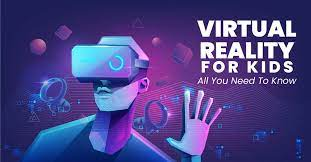 VIRTUAL
REALITY
FOR KIDS
All You Need To Know